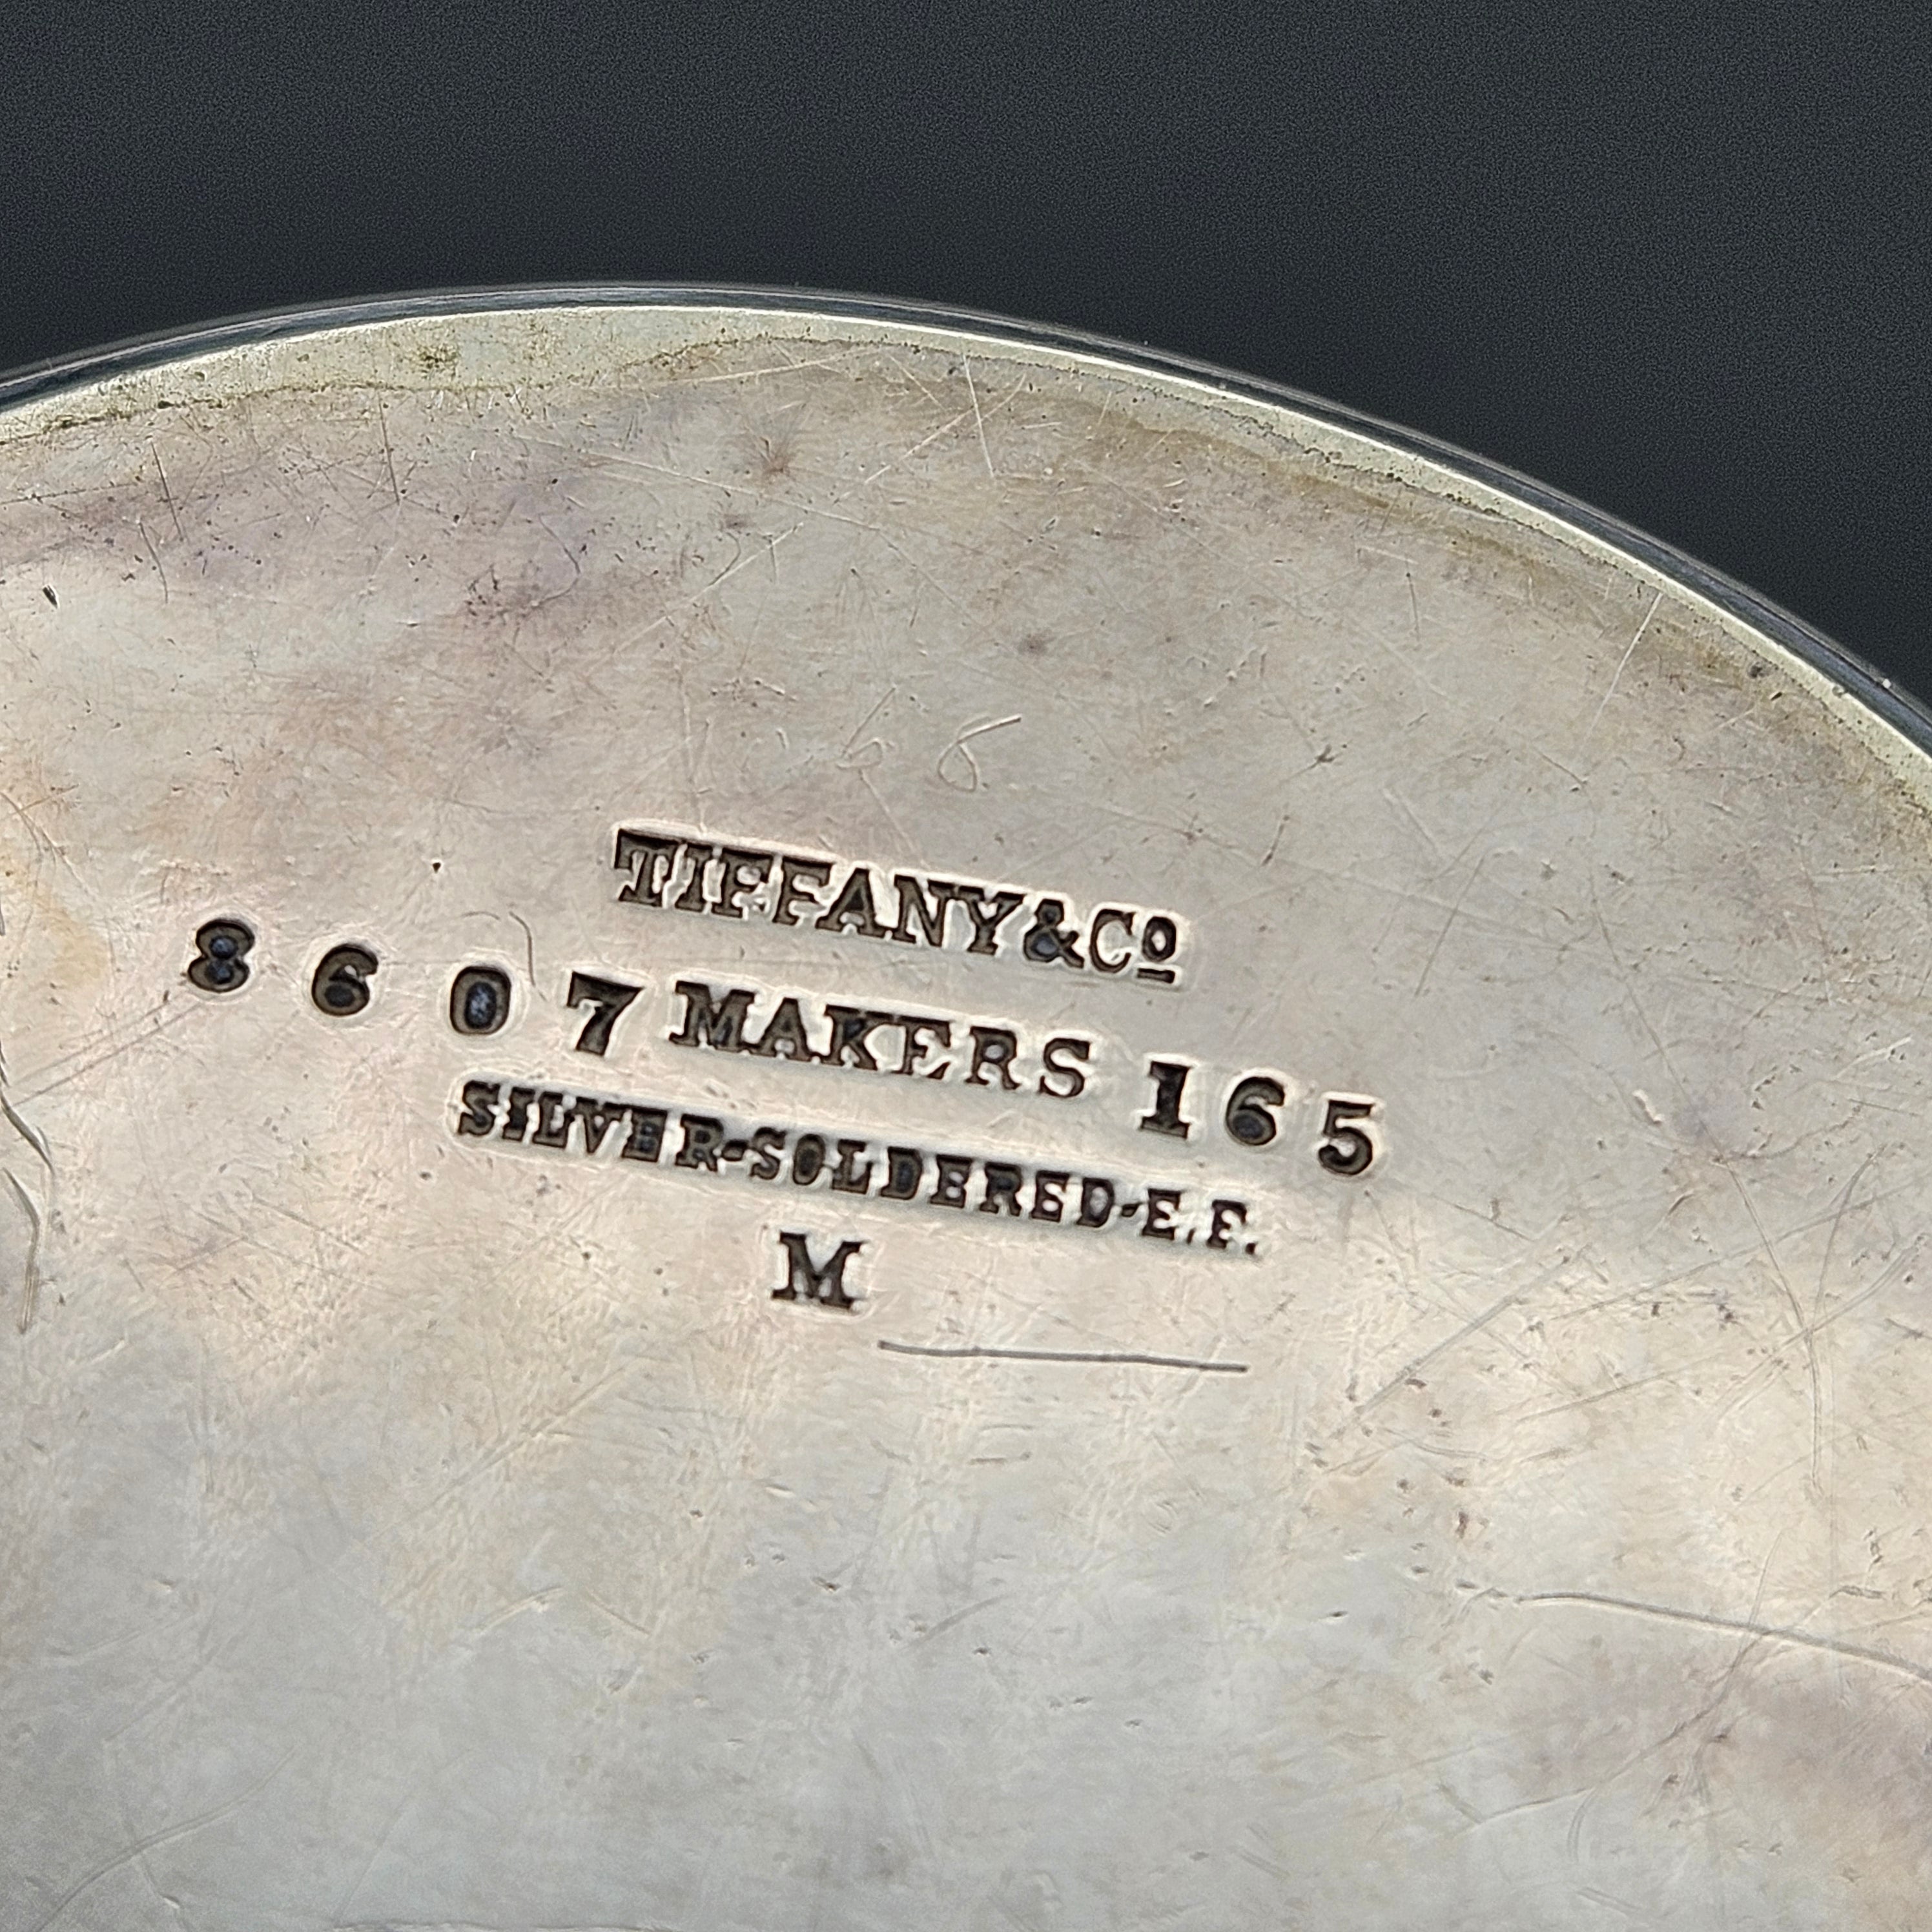 TIFFANY&Cº
8607 MAKERS 165
SILVER-SOLDERED-E.F.
M